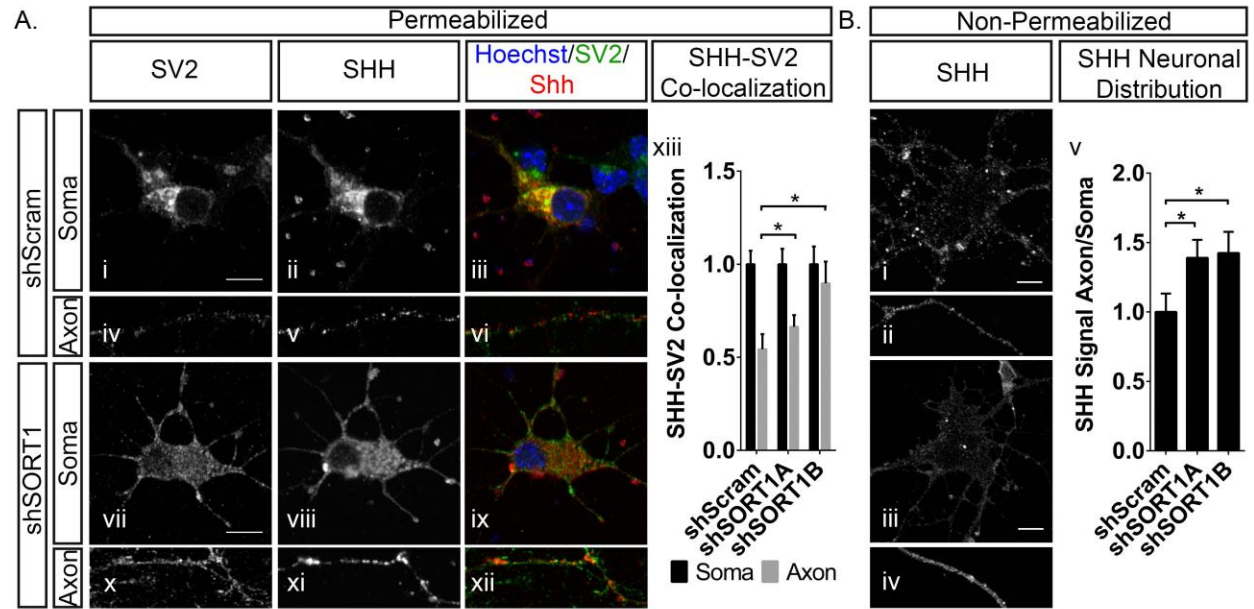 A.
Permeabilized
B.
Non-Permeabilized
SV2
SHH
Hoechst/SV2/
Shh
SHH-SV2
Co-localization
SHH
SHH Neuronal
Distribution
shScram
Soma
Axon
shSORT1
Soma
Axon
i
ii
iii
iv
v
vi
vii
viii
ix
x
xi
xii
xiii
SHH-SV2 Co-localization
1.5
1.0
0.5
0.0
*
*
shScram
shSORT1A
shSORT1B
Soma
Axon
i
ii
iii
iv
v
SHH Signal Axon/Soma
2.0
1.5
1.0
0.5
0.0
*
*
shScram
shSORT1A
shSORT1B